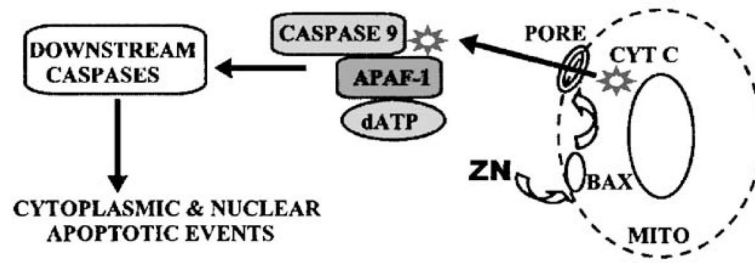 DOWNSTREAM
CASPASES
CYTOPLASMIC & NUCLEAR
APOPTOTIC EVENTS
CASPASE 9
APAF-1
dATP
PORE
CYT C
ZN
BAX
MITO